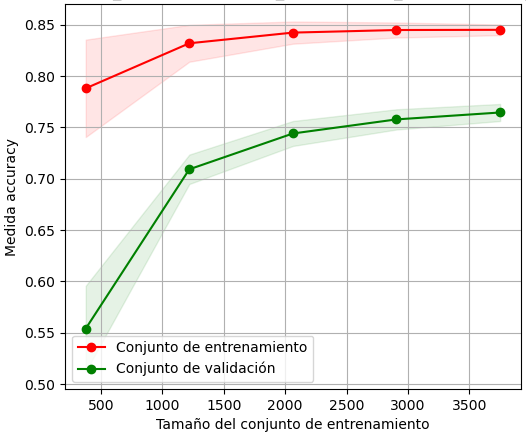 0.85
0.80
0.75
0.70
0.65
0.60
0.55
0.50
Medida accuracy
Conjunto de entrenamiento
Conjunto de validación
500 1000 1500 2000 2500 3000 3500
Tamaño del conjunto de entrenamiento